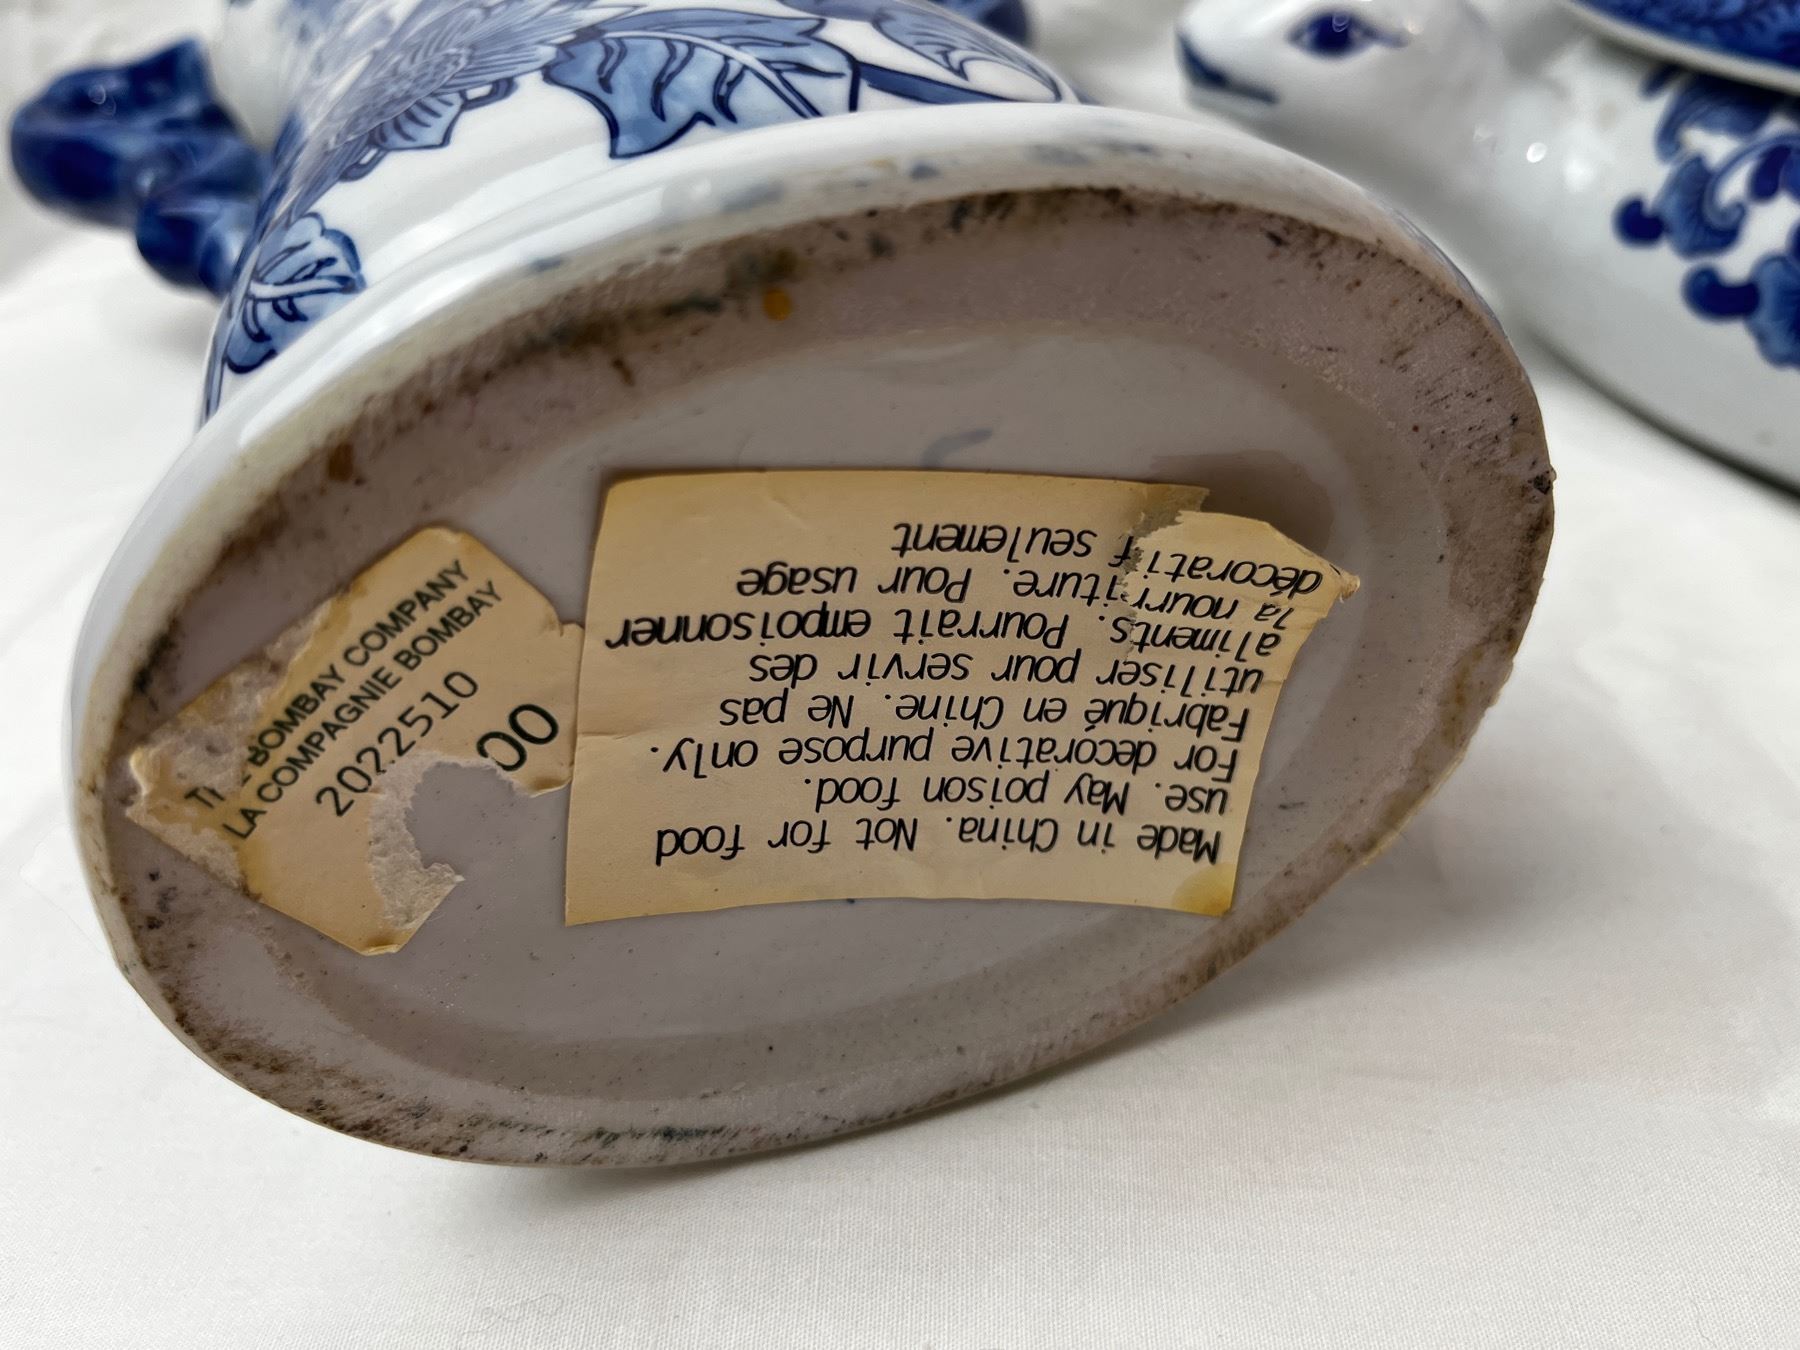 BOMBAY COMPANY
LA COMPAGNIE BOMBAY
2022510
00
Made in China. Not for food
use. May poison food.
For decorative purpose only.
Fabriqué en Chine. Ne pas
utiliser pour servir des
aliments. Pourrait empoisonner
la nourriture. Pour usage
décoratif seulement